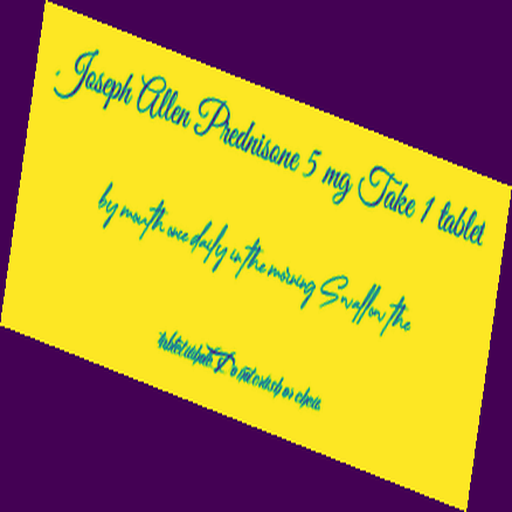 . Joseph Allen Prednisone 5 mg Take 1 tablet
by mouth once daily in the morning Swallow the
tablet whole. Do not crush or chew